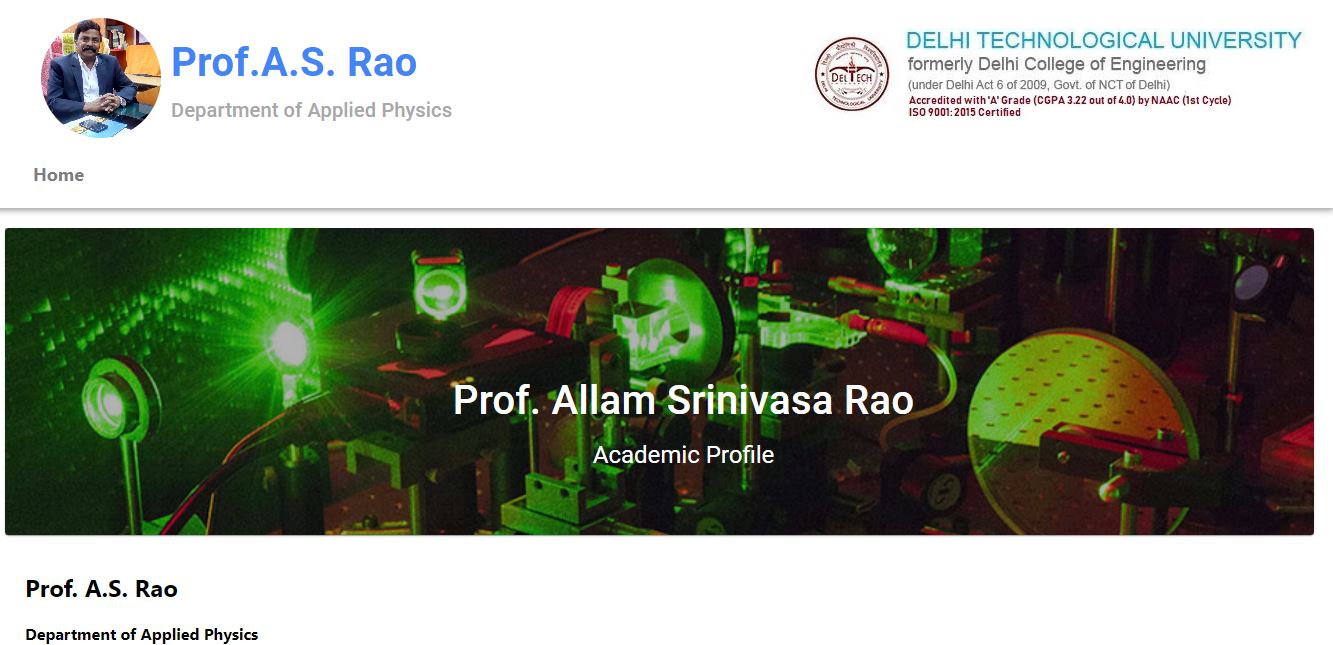 Prof.A.S. Rao
Department of Applied Physics
DELTECH
DELHI TECHNOLOGICAL UNIVERSITY
formerly Delhi College of Engineering
(under Delhi Act 6 of 2009, Govt. of NCT of Delhi)
Accredited with 'A' Grade (CGPA 3.22 out of 4.0) by NAAC (1st Cycle)
ISO 9001: 2015 Certified
Home
Prof. Allam Srinivasa Rao
Academic Profile
Prof. A.S. Rao
Department of Applied Physics